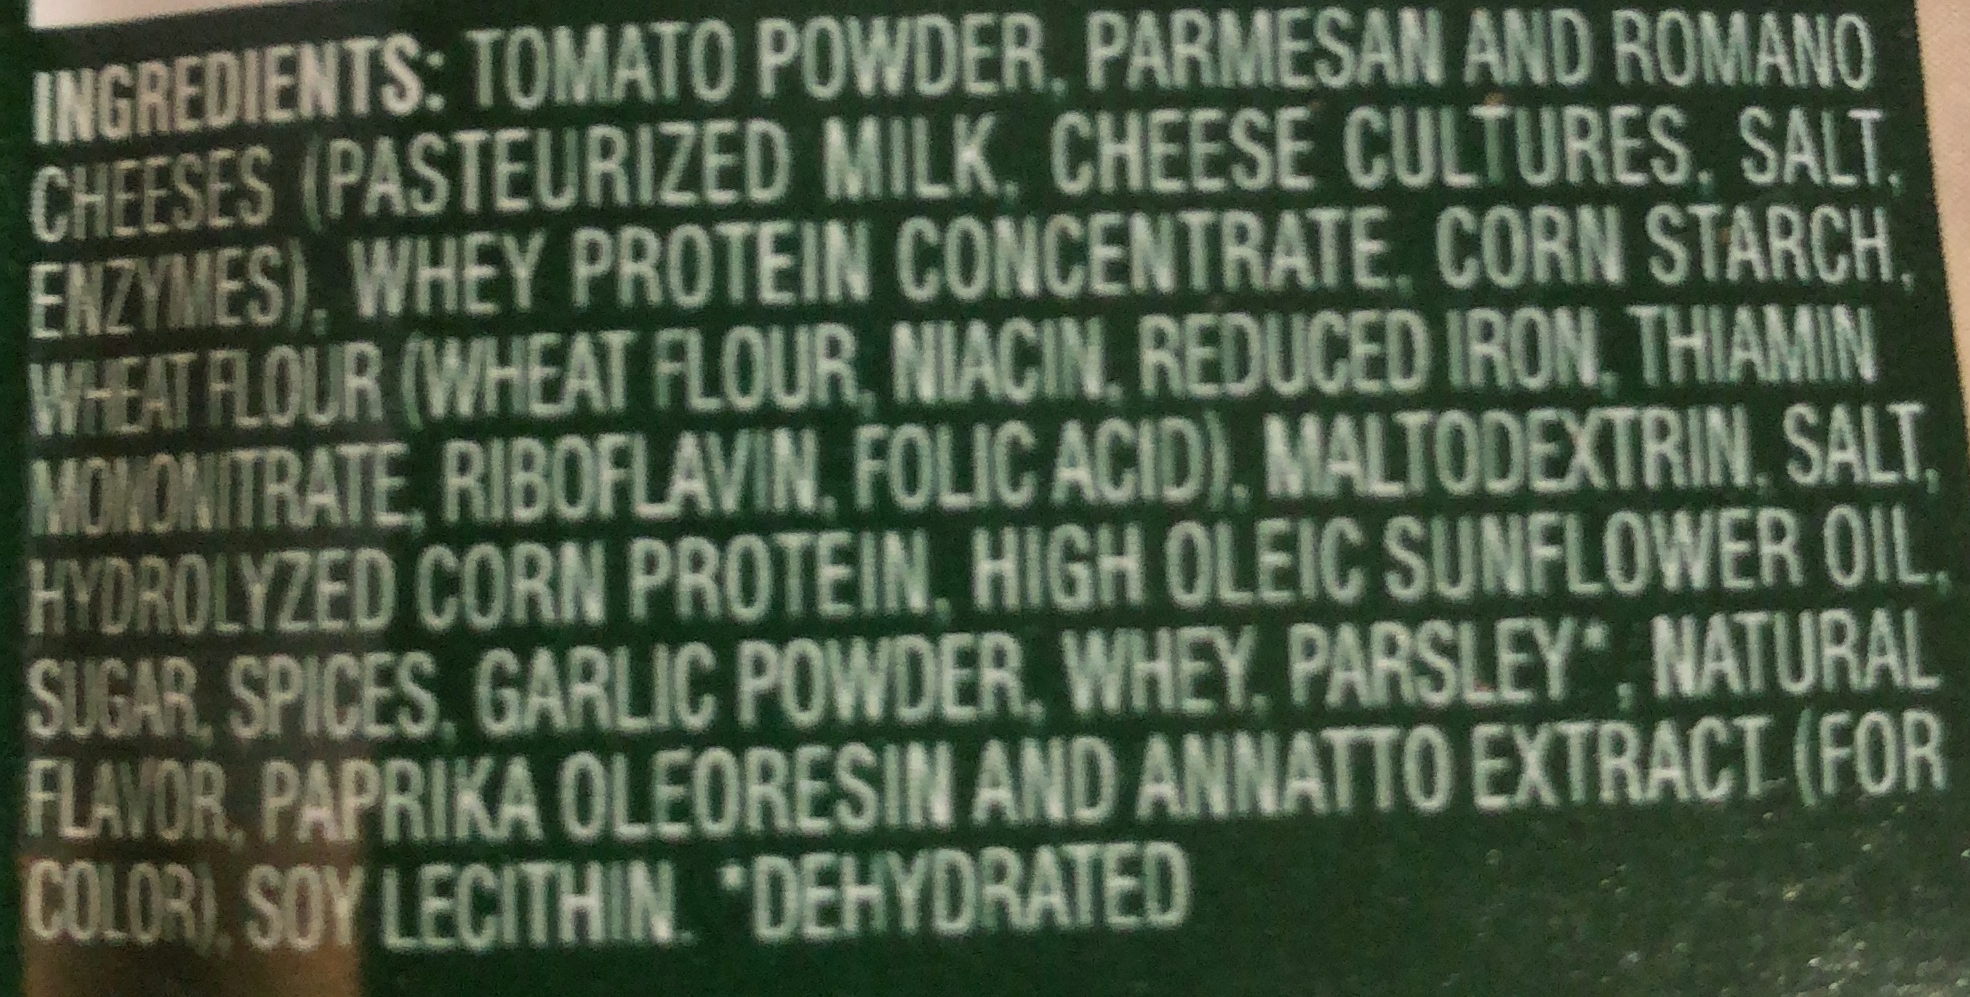 INGREDIENTS: TOMATO POWDER, PARMESAN AND ROMANO
CHEESES (PASTEURIZED MILK, CHEESE CULTURES, SALT,
ENZYMES), WHEY PROTEIN CONCENTRATE, CORN STARCH,
WHEAT FLOUR (WHEAT FLOUR, NIACIN, REDUCED IRON, THIAMIN
MONONITRATE, RIBOFLAVIN, FOLIC ACID), MALTODEXTRIN, SALT,
HYDROLYZED CORN PROTEIN, HIGH OLEIC SUNFLOWER OIL,
SUGAR, SPICES, GARLIC POWDER, WHEY, PARSLEY*, NATURAL
FLAVOR, PAPRIKA OLEORESIN AND ANNATTO EXTRACT (FOR
COLOR), SOY LECITHIN. *DEHYDRATED